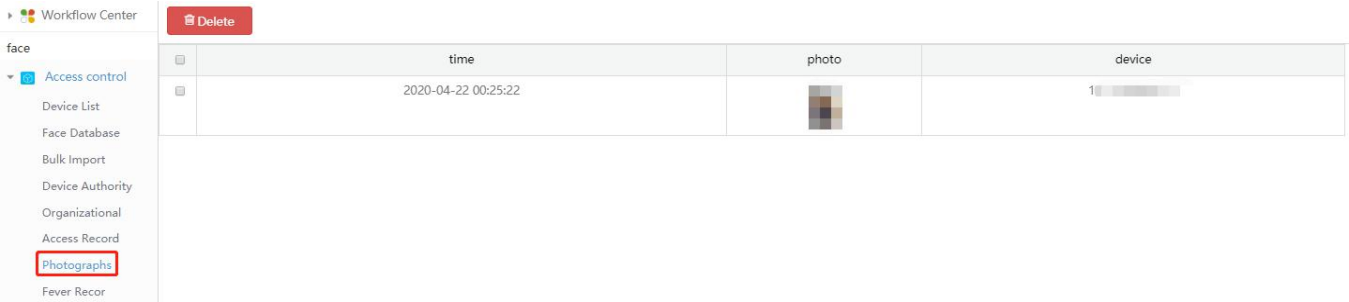 Workflow Center
face
Access control
Device List
Face Database
Bulk Import
Device Authority
Organizational
Access Record
Photographs
Fever Recor
Delete
time photo device
2020-04-22 00:25:22